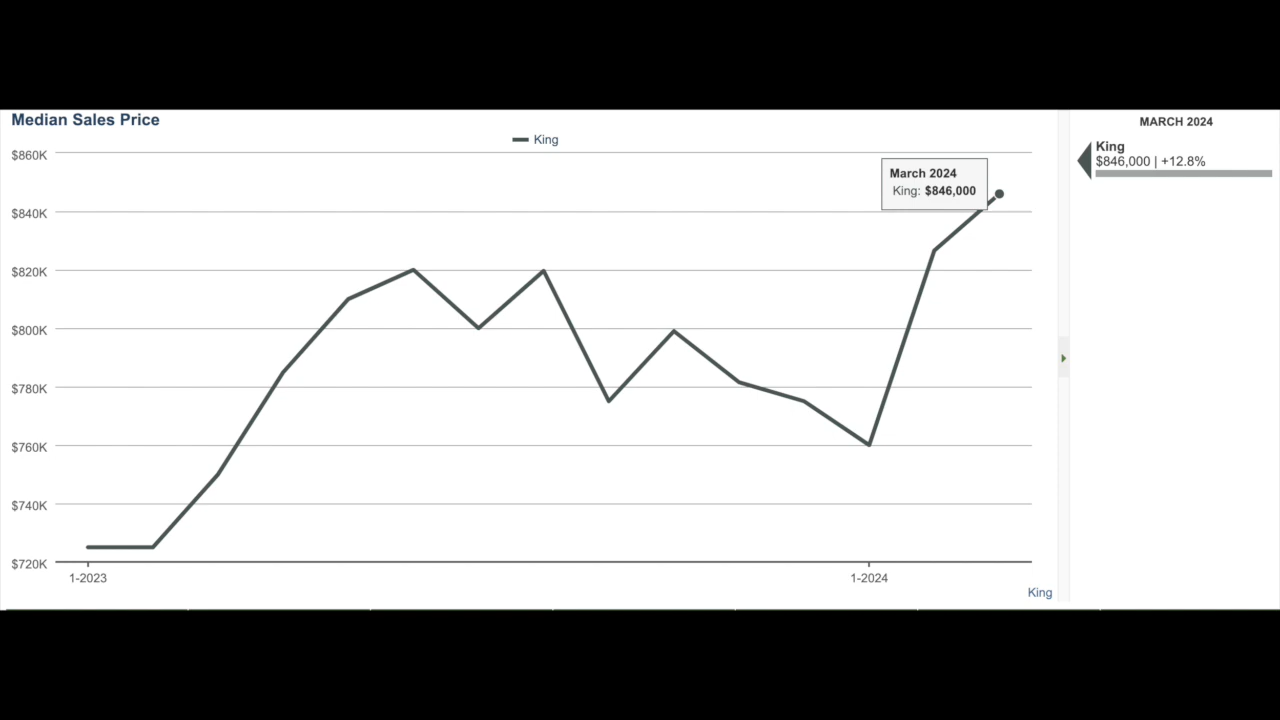 Median Sales Price
King
$860K
$840K
$820K
$800K
$780K
$760K
$740K
$720K
1-2023
1-2024
March 2024
King: $846,000
King
MARCH 2024
King
$846,000 | +12.8%